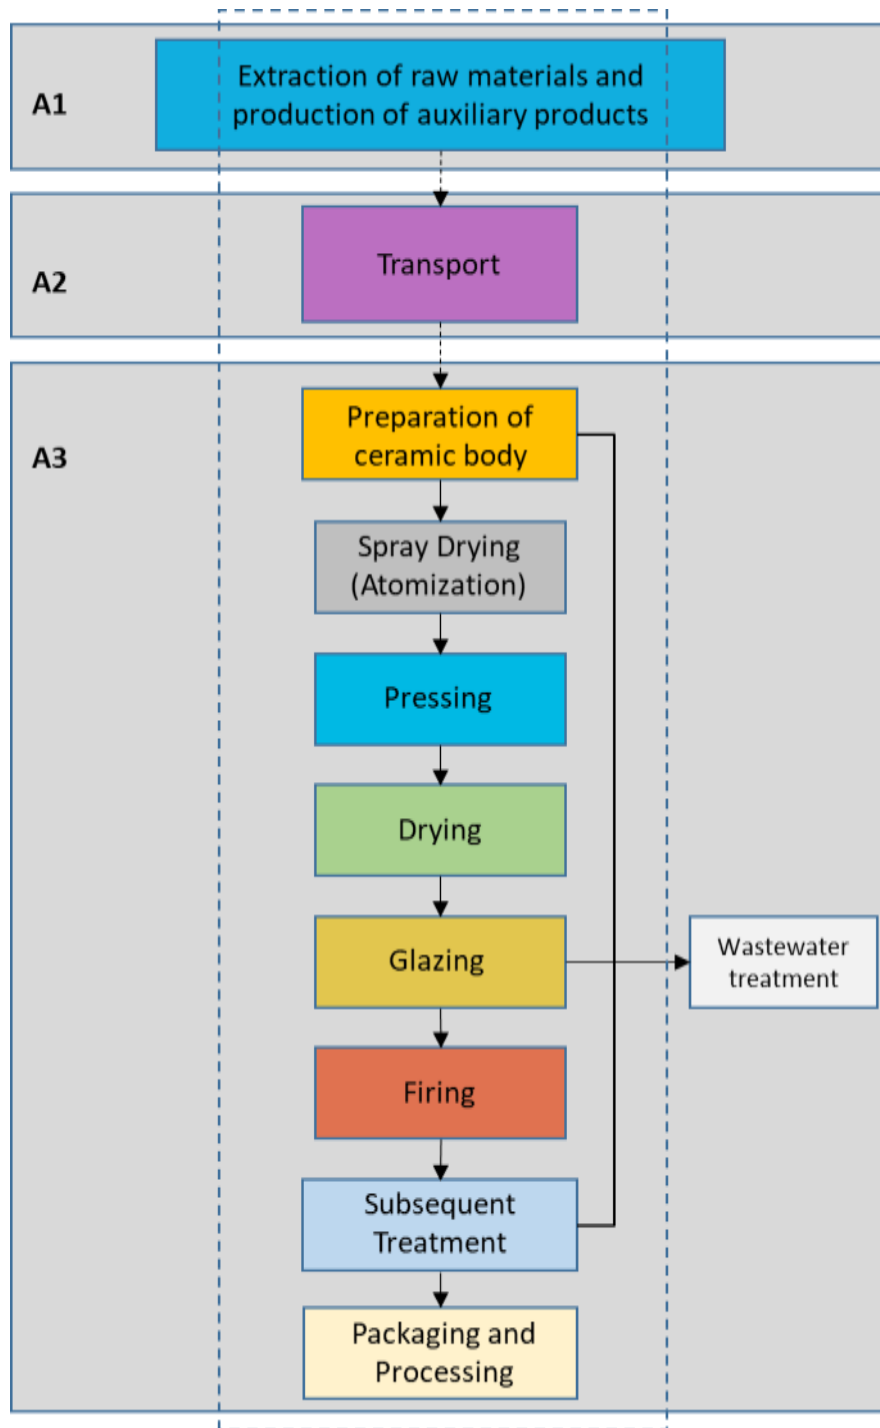 A1
Extraction of raw materials and
production of auxiliary products
A2
Transport
A3
Preparation of
ceramic body
Spray Drying
(Atomization)
Pressing
Drying
Glazing
Wastewater
treatment
Firing
Subsequent
Treatment
Packaging and
Processing